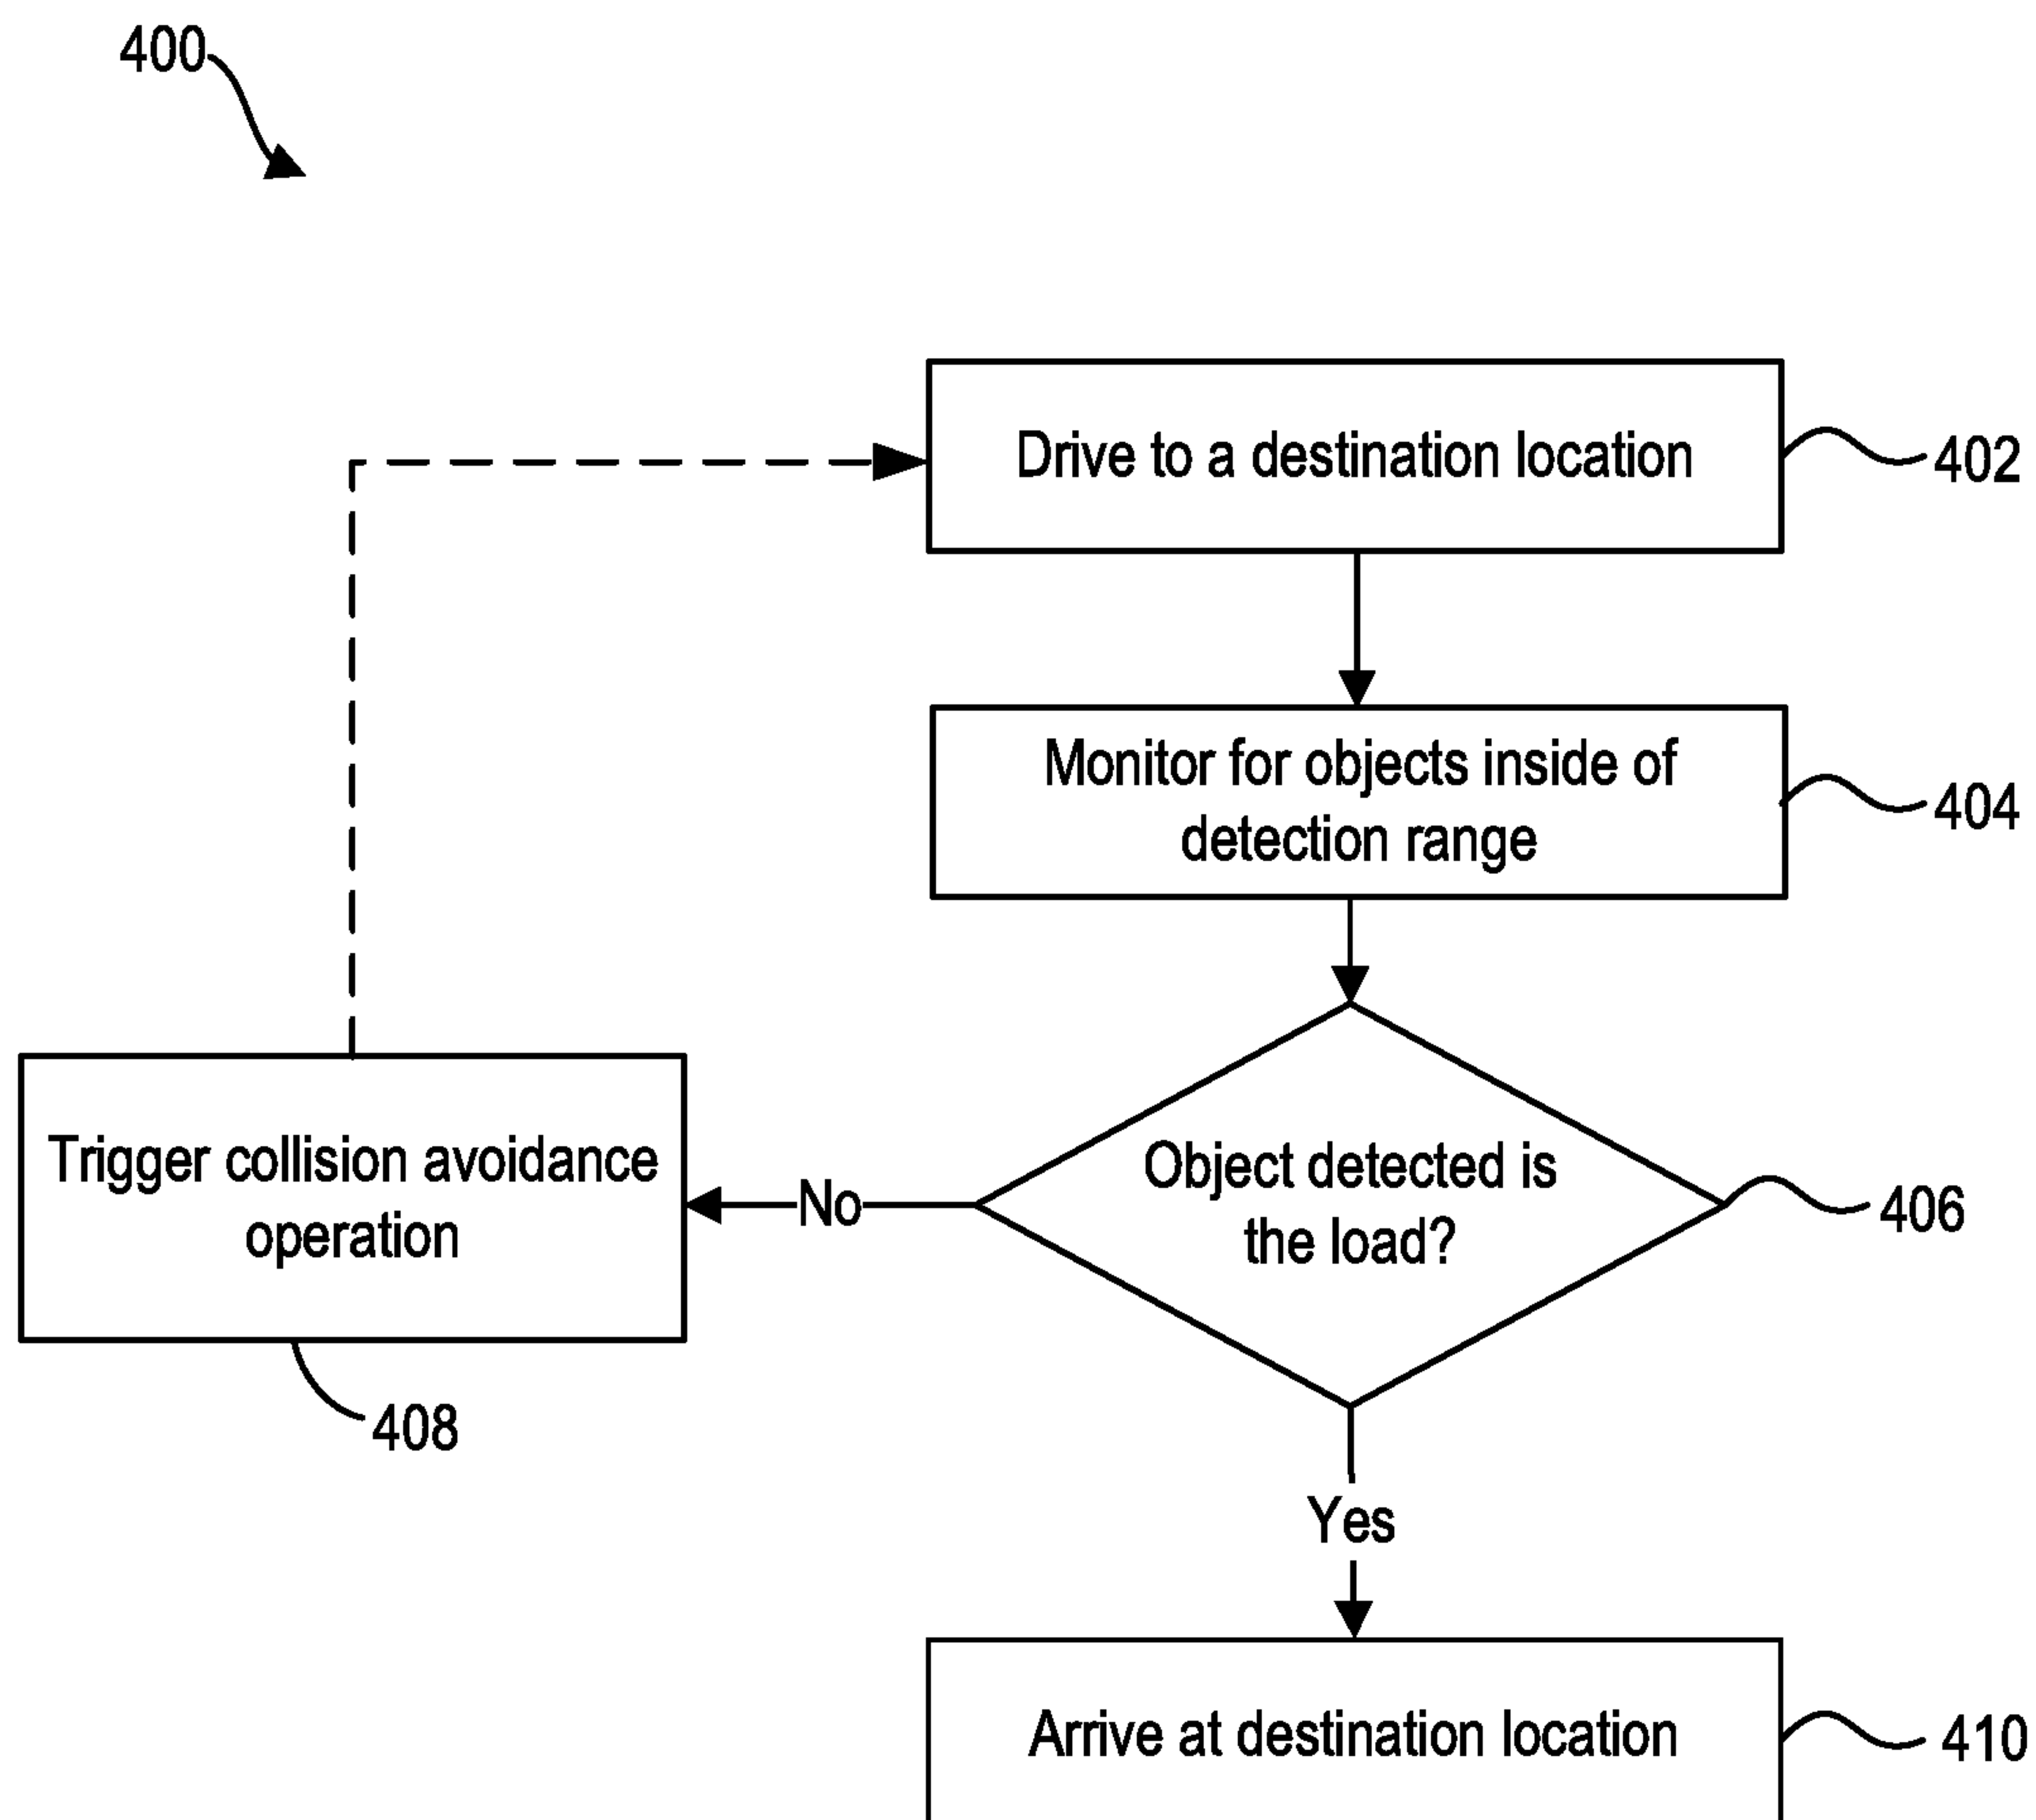 400
Drive to a destination location
402
Monitor for objects inside of
detection range
404
Object detected is
the load?
406
No
Trigger collision avoidance
operation
408
Yes
Arrive at destination location
410